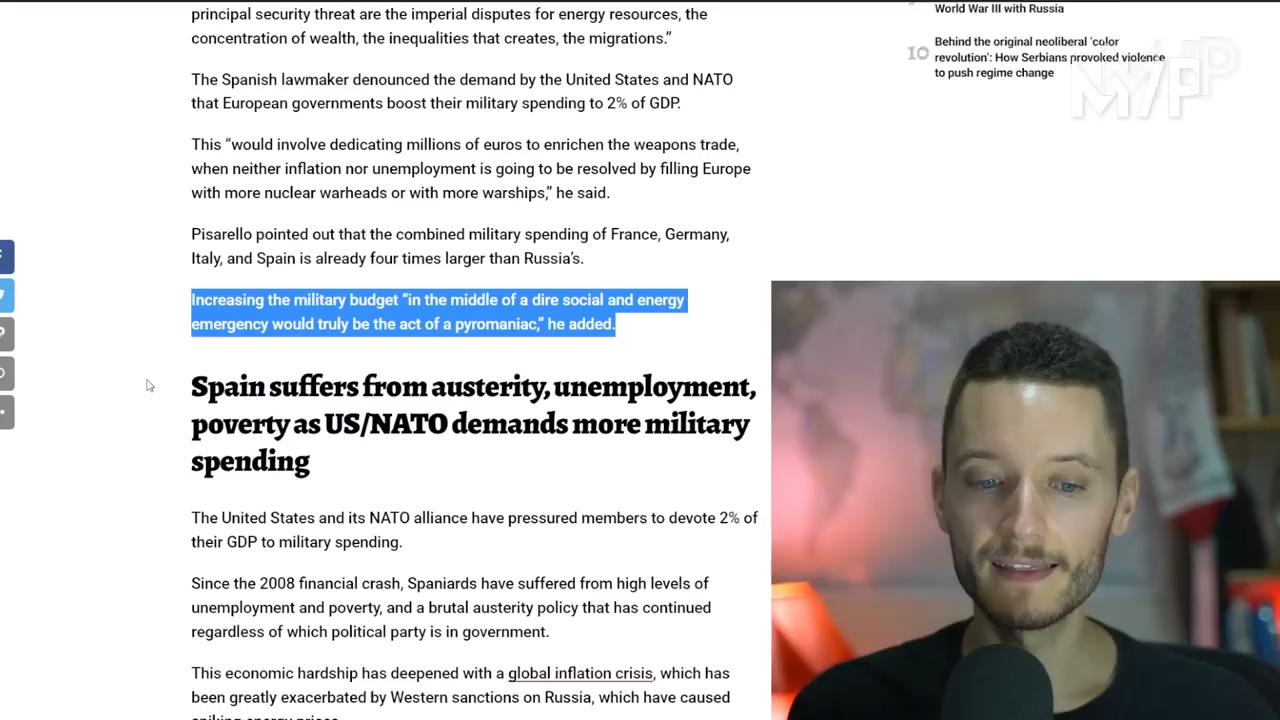 principal security threat are the imperial disputes for energy resources, the
concentration of wealth, the inequalities that creates, the migrations.”
The Spanish lawmaker denounced the demand by the United States and NATO
that European governments boost their military spending to 2% of GDP.
This “would involve dedicating millions of euros to enrichen the weapons trade,
when neither inflation nor unemployment is going to be resolved by filling Europe
with more nuclear warheads or with more warships,” he said.
Pisarello pointed out that the combined military spending of France, Germany,
Italy, and Spain is already four times larger than Russia’s.
Increasing the military budget “in the middle of a dire social and energy
emergency would truly be the act of a pyromaniac,” he added.
Spain suffers from austerity, unemployment,
poverty as US/NATO demands more military
spending
The United States and its NATO alliance have pressured members to devote 2% of
their GDP to military spending.
Since the 2008 financial crash, Spaniards have suffered from high levels of
unemployment and poverty, and a brutal austerity policy that has continued
regardless of which political party is in government.
This economic hardship has deepened with a global inflation crisis, which has
been greatly exacerbated by Western sanctions on Russia, which have caused
spiking energy prices.
World War III with Russia
10
Behind the original neoliberal ‘color
revolution’: How Serbians provoked violence
to push regime change